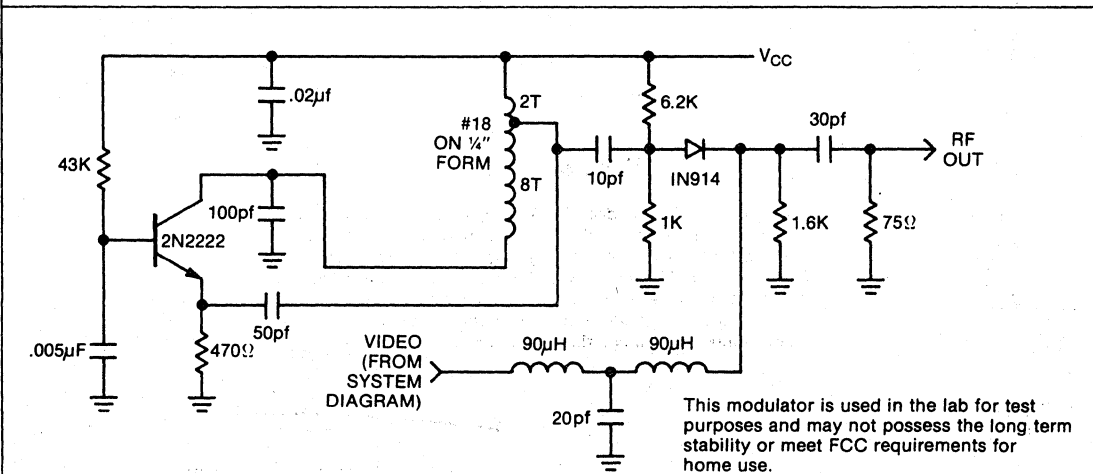 VCC
.02µf
2T
6.2K
#18
ON ¼"
FORM
30pf
RF
OUT
43K
10pf
IN914
8T
100pf
1K
1.6K
75Ω
2N2222
50pf
.005µF
470Ω
VIDEO
(FROM
SYSTEM
DIAGRAM)
90µH
90µH
20pf
This modulator is used in the lab for test
purposes and may not possess the long term
stability or meet FCC requirements for
home use.